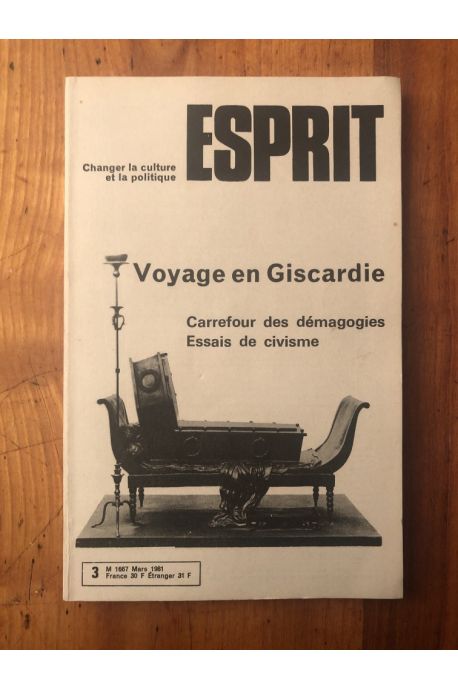 ESPRIT
Changer la culture
et la politique
Voyage en Giscardie
Carrefour des démagogies
Essais de civisme
3
M 1667 Mars 1981
France 30 F Étranger 31 F